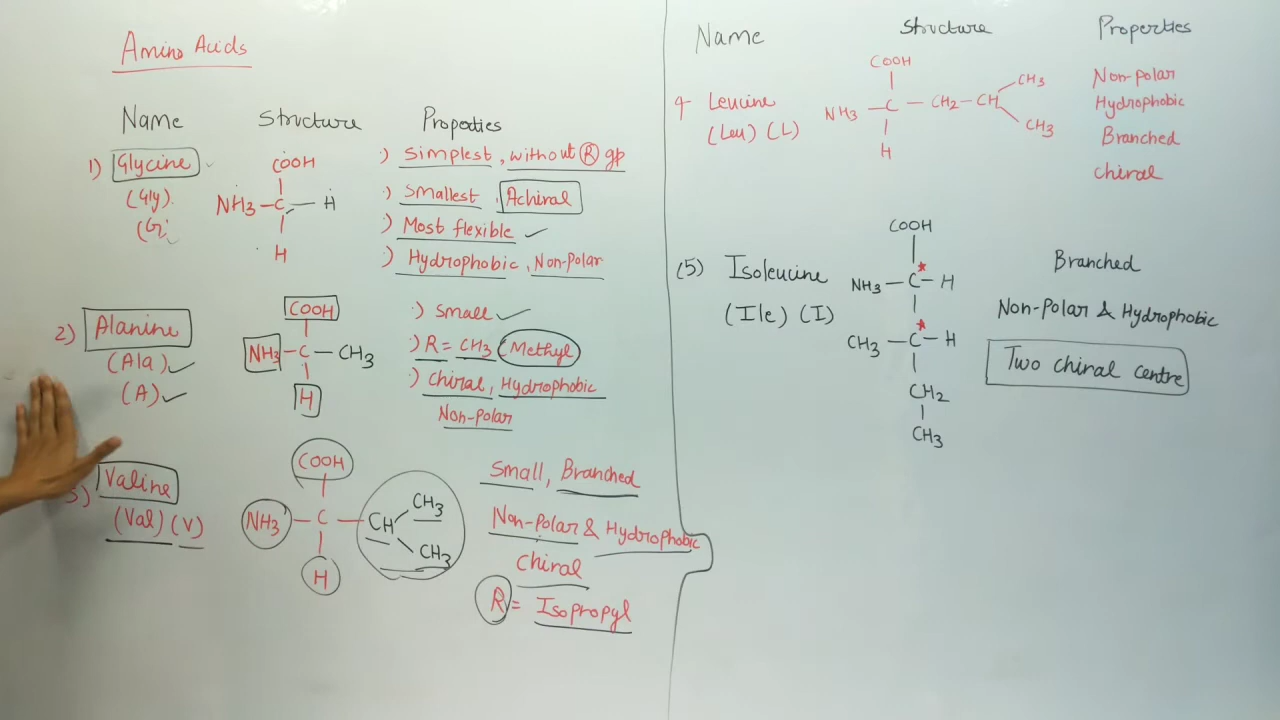 Amino Acids
Name Structure Properties
1) Glycine
(Gly)
(G)
COOH
NH3 — C — H
H
·) Simplest, without R gp
·) Smallest, Achiral
·) Most flexible
·) Hydrophobic, Non-Polar
2) Alanine
(Ala)
(A)
COOH
NH3 — C — CH3
H
·) Small
·) R = CH3 (Methyl)
·) Chiral, Hydrophobic
Non-polar
3) Valine
(Val) (V)
COOH
NH3 — C — CH
CH3
CH3
H
Small, Branched
Non-Polar & Hydrophobic
Chiral
R = Isopropyl
Name Structure Properties
4 Leucine
(Leu) (L)
COOH
NH3 — C — CH2 — CH
CH3
CH3
H
Non-polar
Hydrophobic
Branched
Chiral
(5) Isoleucine
(Ile) (I)
COOH
NH3 — C — H
CH3 — C — H
CH2
CH3
Branched
Non-Polar & Hydrophobic
Two chiral centre